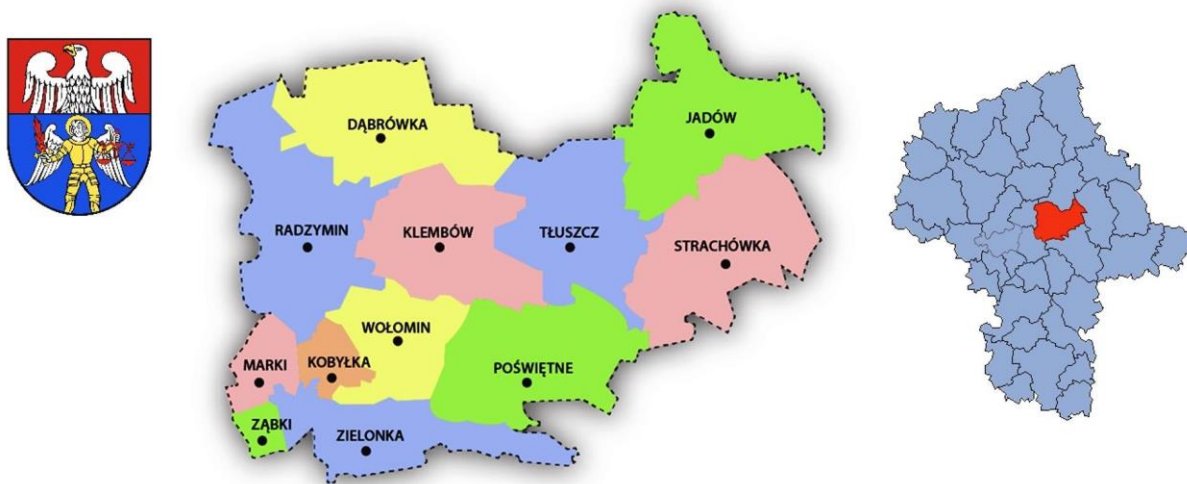 DĄBRÓWKA
JADÓW
RADZYMIN
KLEMBÓW
TŁUSZCZ
STRACHÓWKA
WOŁOMIN
MARKI
KOBYŁKA
POŚWIĘTNE
ZĄBKI
ZIELONKA